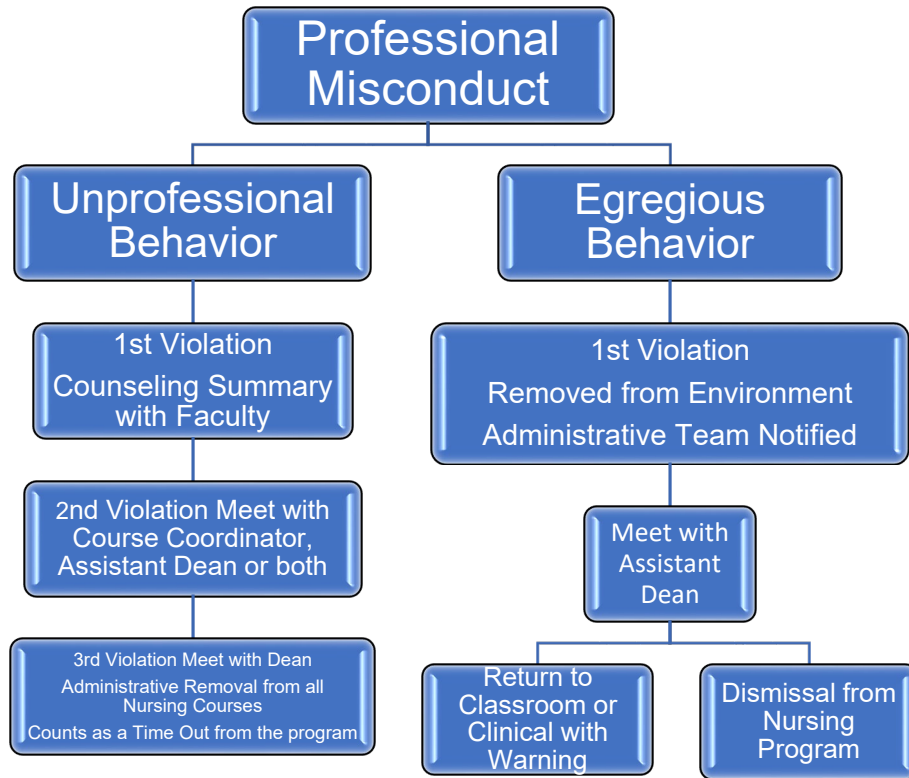 Professional
Misconduct
Unprofessional
Behavior
1st Violation
Counseling Summary
with Faculty
2nd Violation Meet with
Course Coordinator,
Assistant Dean or both
3rd Violation Meet with Dean
Administrative Removal from all
Nursing Courses
Counts as a Time Out from the program
Egregious
Behavior
1st Violation
Removed from Environment
Administrative Team Notified
Meet with
Assistant
Dean
Return to
Classroom or
Clinical with
Warning
Dismissal from
Nursing
Program